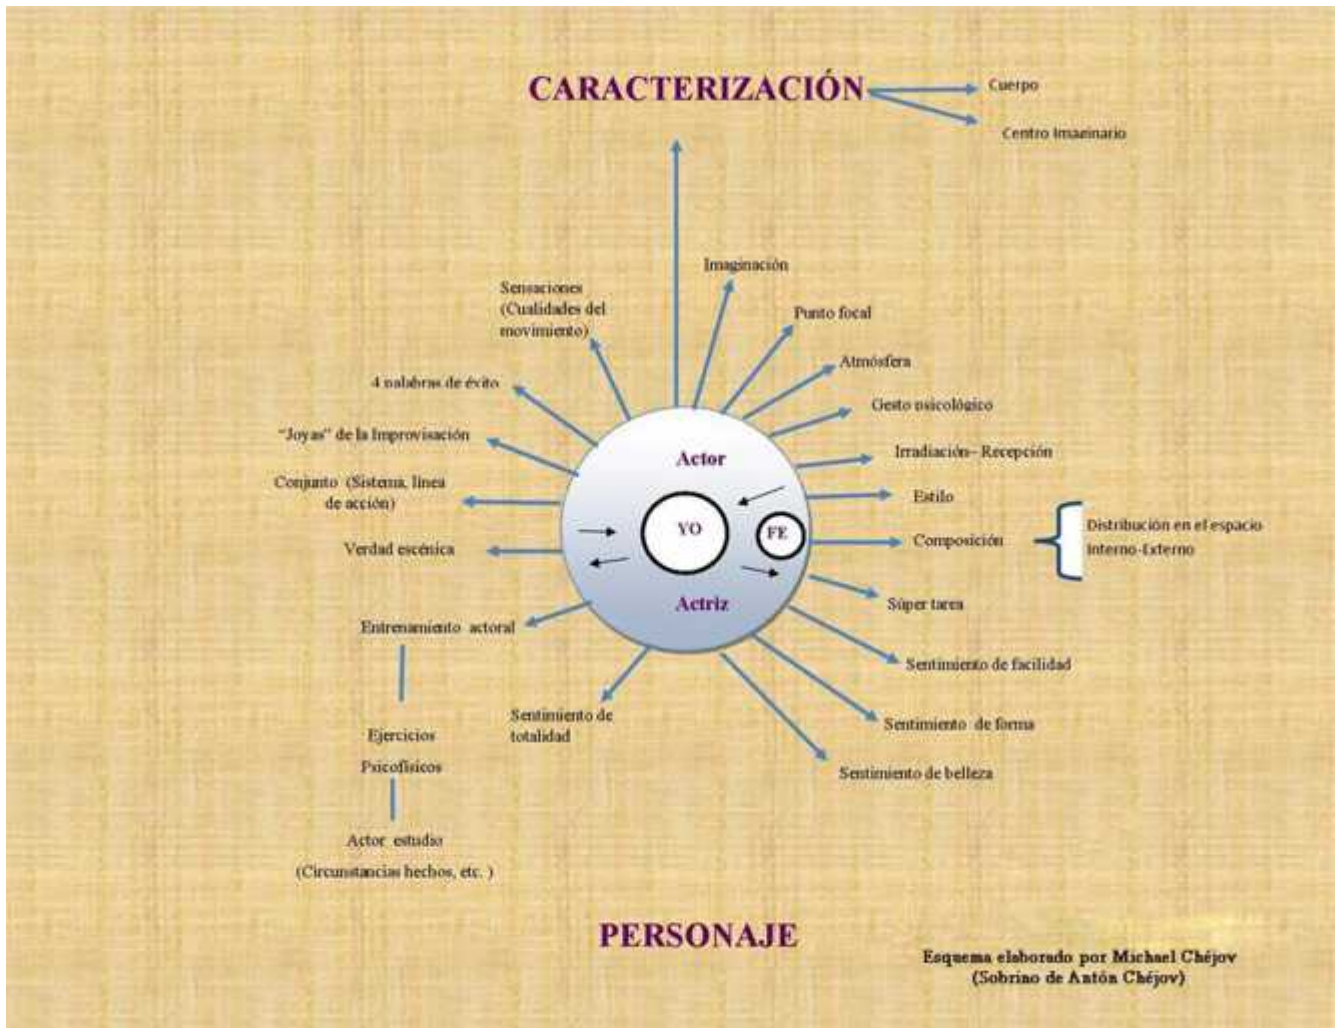 CARACTERIZACIÓN
Cuerpo
Centro Imaginario
Imaginación
Sensaciones
(Cualidades del
movimiento)
Punto focal
Atmósfera
4 palabras de éxito
Gesto psicológico
"Joyas" de la Improvisación
Irradiación– Recepción
Actor
Conjunto (Sistema, línea
de acción)
Estilo
YO
FE
Composición
Distribución en el espacio
Interno-Externo
Verdad escénica
Actriz
Súper tarea
Entrenamiento actoral
Sentimiento de facilidad
Sentimiento de
totalidad
Sentimiento de forma
Ejercicios
Psicofísicos
Sentimiento de belleza
Actor estudio
(Circunstancias hechos, etc. )
PERSONAJE
Esquema elaborado por Michael Chéjov
(Sobrino de Antón Chéjov)